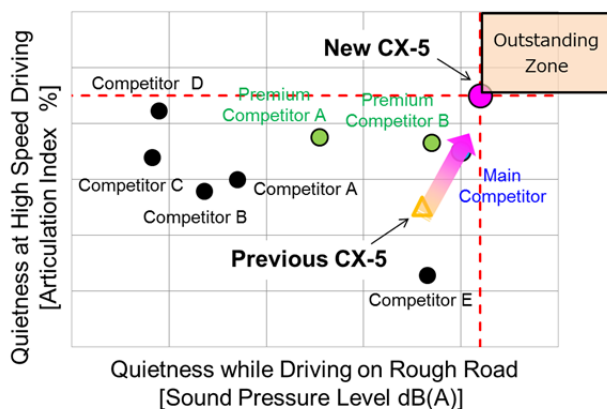 Outstanding
Zone
New CX-5
Competitor D
Premium
Competitor A
Premium
Competitor B
Competitor C
Competitor A
Competitor B
Main
Competitor
Previous CX-5
Competitor E
Quietness at High Speed Driving
[Articulation Index %]
Quietness while Driving on Rough Road
[Sound Pressure Level dB(A)]